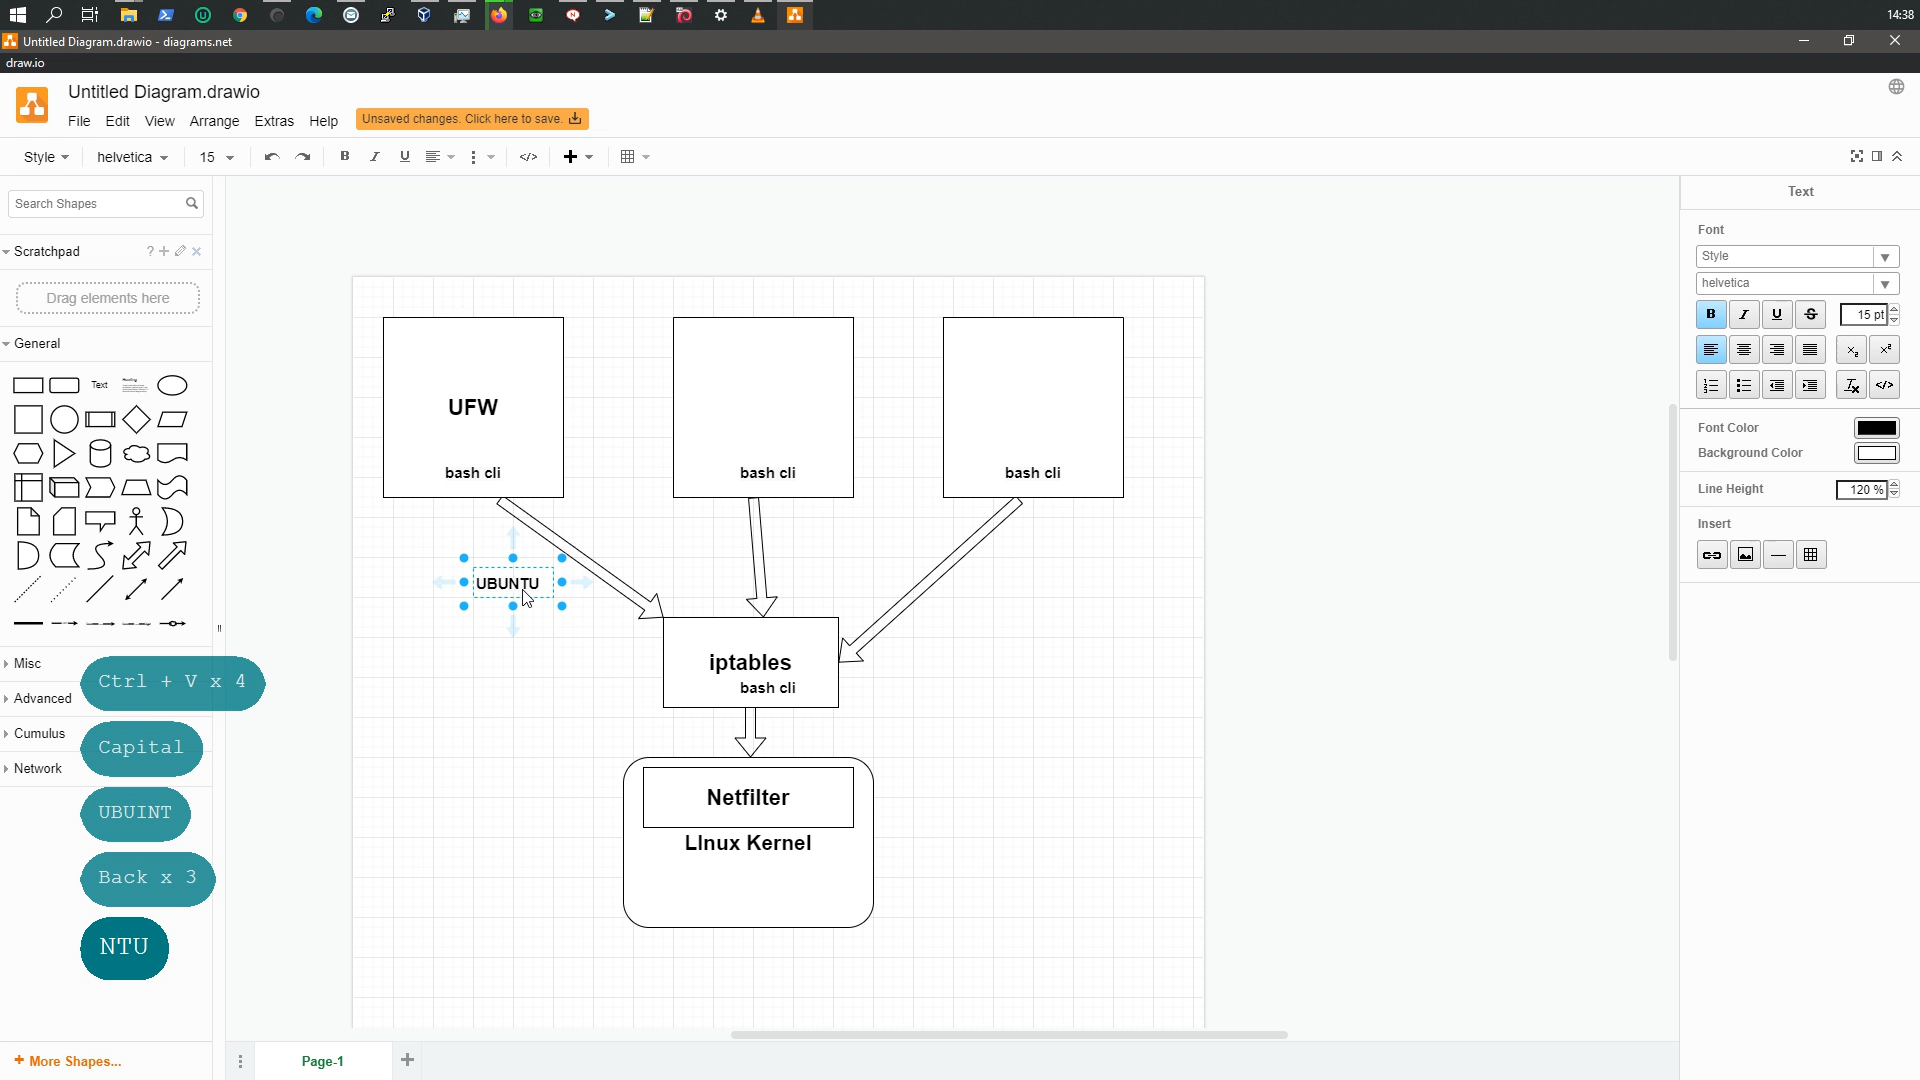 14:38
Untitled Diagram.drawio - diagrams.net
draw.io
Untitled Diagram.drawio
File Edit View Arrange Extras Help Unsaved changes. Click here to save.
Style helvetica 15 B I U </>
Search Shapes
Scratchpad ? + 
Drag elements here
General
Text Heading
Misc
Advanced
Cumulus
Network
Ctrl + V x 4
Capital
UBUINT
Back x 3
NTU
+ More Shapes...
UFW
bash cli
bash cli
bash cli
UBUNTU
iptables
bash cli
Netfilter
LInux Kernel
Page-1
Text
Font
Style
helvetica
B I U S 15 pt
Font Color
Background Color
Line Height 120 %
Insert